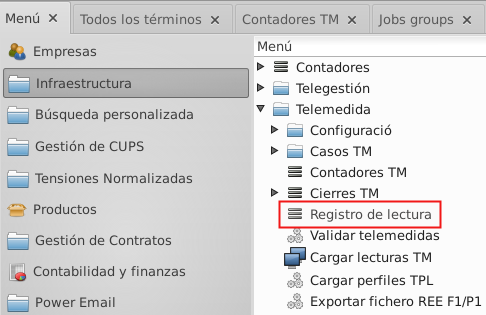 Menú Todos los términos Contadores TM Jobs groups
Empresas
Infraestructura
Búsqueda personalizada
Gestión de CUPS
Tensiones Normalizadas
Productos
Gestión de Contratos
Contabilidad y finanzas
Power Email
Menú
Contadores
Telegestión
Telemedida
Configuració
Casos TM
Contadores TM
Cierres TM
Registro de lectura
Validar telemedidas
Cargar lecturas TM
Cargar perfiles TPL
Exportar fichero REE F1/P1